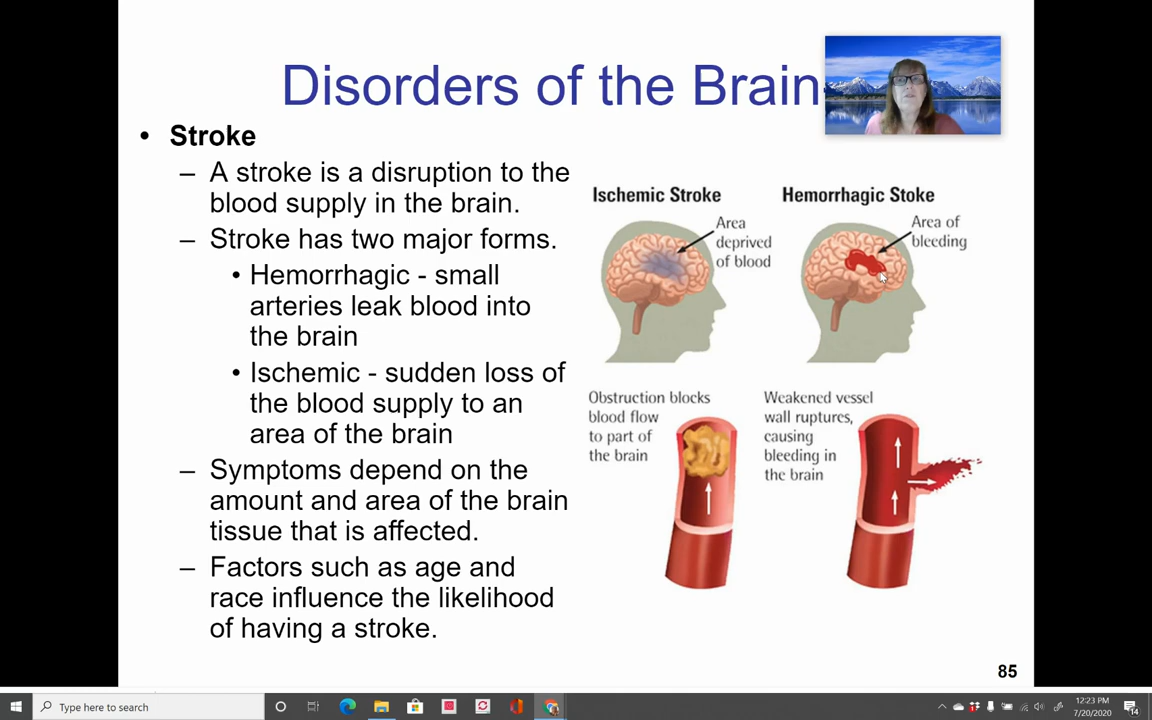 Disorders of the Brain
• Stroke
– A stroke is a disruption to the
blood supply in the brain.
– Stroke has two major forms.
• Hemorrhagic - small
arteries leak blood into
the brain
• Ischemic - sudden loss of
the blood supply to an
area of the brain
– Symptoms depend on the
amount and area of the brain
tissue that is affected.
– Factors such as age and
race influence the likelihood
of having a stroke.
Ischemic Stroke
Area
deprived
of blood
Hemorrhagic Stoke
Area of
bleeding
Obstruction blocks
blood flow
to part of
the brain
Weakened vessel
wall ruptures,
causing
bleeding in
the brain
85
Type here to search
12:23 PM
7/20/2020
14